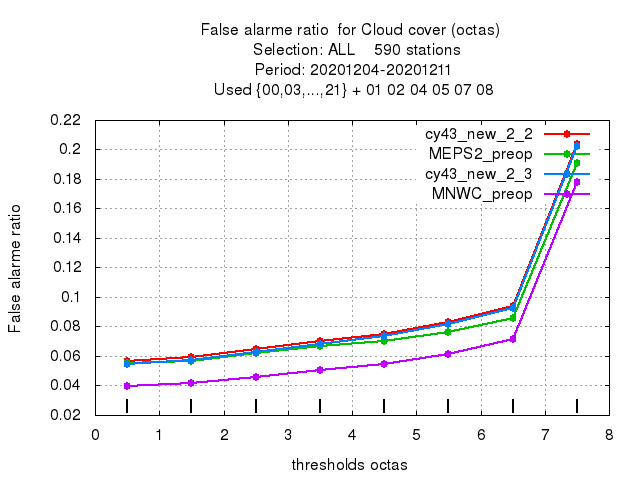 False alarme ratio  for Cloud cover (octas)
Selection: ALL    590 stations
Period: 20201204-20201211
Used {00,03,...,21} + 01 02 04 05 07 08
0.22
0.2
0.18
0.16
0.14
0.12
0.1
0.08
0.06
0.04
0.02
False alarme ratio
cy43_new_2_2
MEPS2_preop
cy43_new_2_3
MNWC_preop
0 1 2 3 4 5 6 7 8
thresholds octas